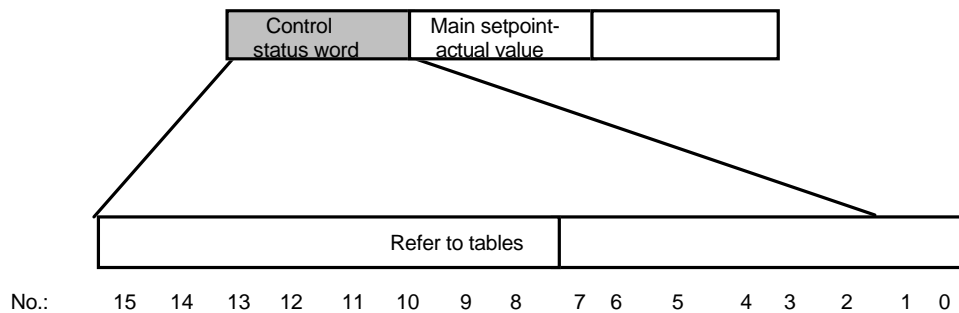 Control
status word
Main setpoint-
actual value
Refer to tables
No.: 15 14 13 12 11 10 9 8 7 6 5 4 3 2 1 0